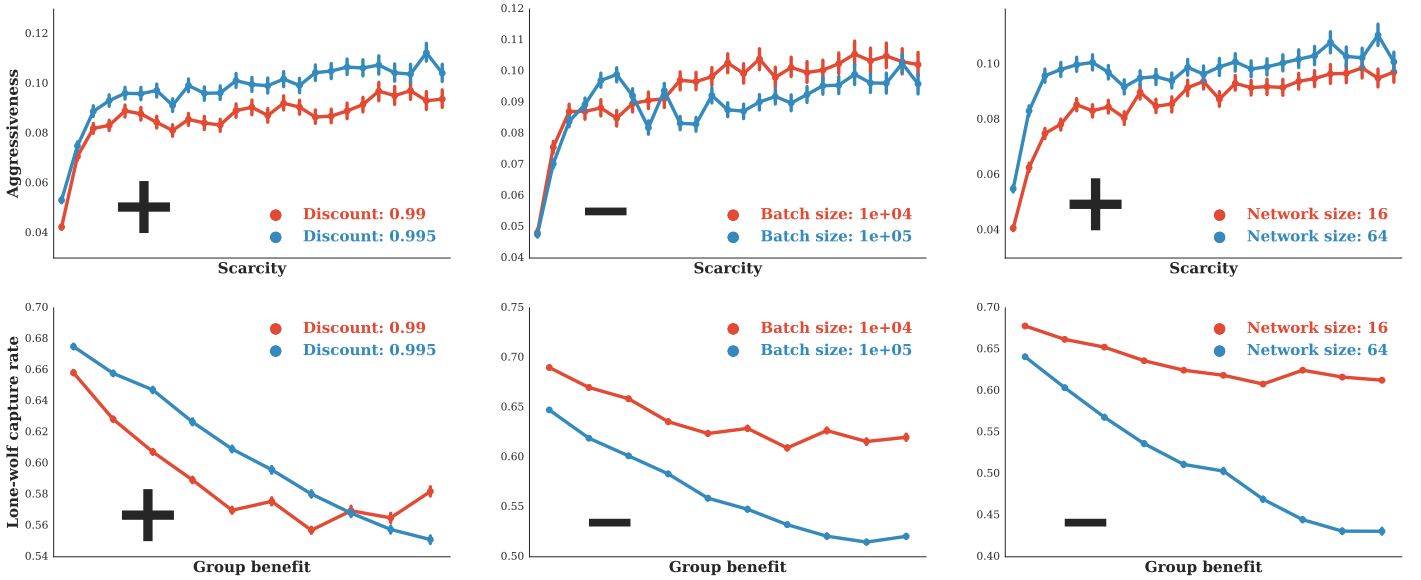 Aggressiveness
0.12
0.10
0.08
0.06
0.04
+
Discount: 0.99
Discount: 0.995
Scarcity
0.12
0.11
0.10
0.09
0.08
0.07
0.06
0.05
0.04
−
Batch size: 1e+04
Batch size: 1e+05
Scarcity
0.10
0.08
0.06
0.04
+
Network size: 16
Network size: 64
Scarcity
Lone-wolf capture rate
0.70
0.68
0.66
0.64
0.62
0.60
0.58
0.56
0.54
Discount: 0.99
Discount: 0.995
+
Group benefit
0.75
0.70
0.65
0.60
0.55
0.50
Batch size: 1e+04
Batch size: 1e+05
−
Group benefit
0.70
0.65
0.60
0.55
0.50
0.45
0.40
Network size: 16
Network size: 64
−
Group benefit